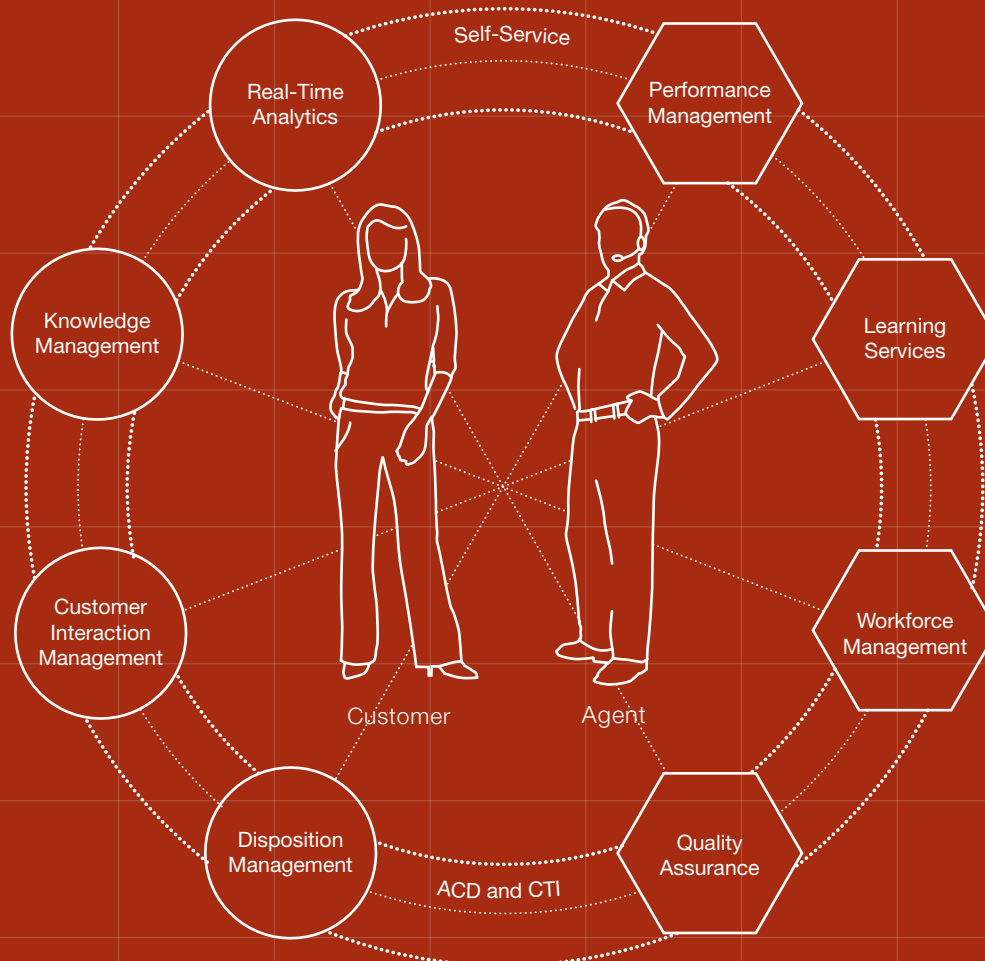 Self-Service
Real-Time
Analytics
Performance
Management
Knowledge
Management
Learning
Services
Customer
Interaction
Management
Workforce
Management
Customer
Agent
Disposition
Management
Quality
Assurance
ACD and CTI